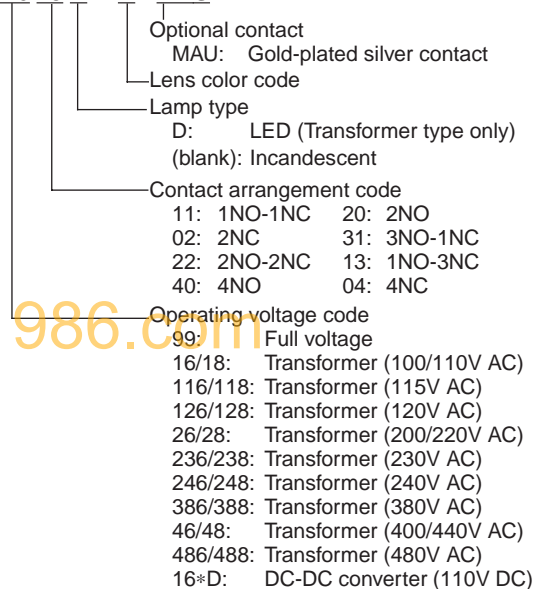 Optional contact
MAU: Gold-plated silver contact
Lens color code
Lamp type
D: LED (Transformer type only)
(blank): Incandescent
Contact arrangement code
11: 1NO-1NC 20: 2NO
02: 2NC 31: 3NO-1NC
22: 2NO-2NC 13: 1NO-3NC
40: 4NO 04: 4NC
Operating voltage code
986.com
99: Full voltage
16/18: Transformer (100/110V AC)
116/118: Transformer (115V AC)
126/128: Transformer (120V AC)
26/28: Transformer (200/220V AC)
236/238: Transformer (230V AC)
246/248: Transformer (240V AC)
386/388: Transformer (380V AC)
46/48: Transformer (400/440V AC)
486/488: Transformer (480V AC)
16*D: DC-DC converter (110V DC)